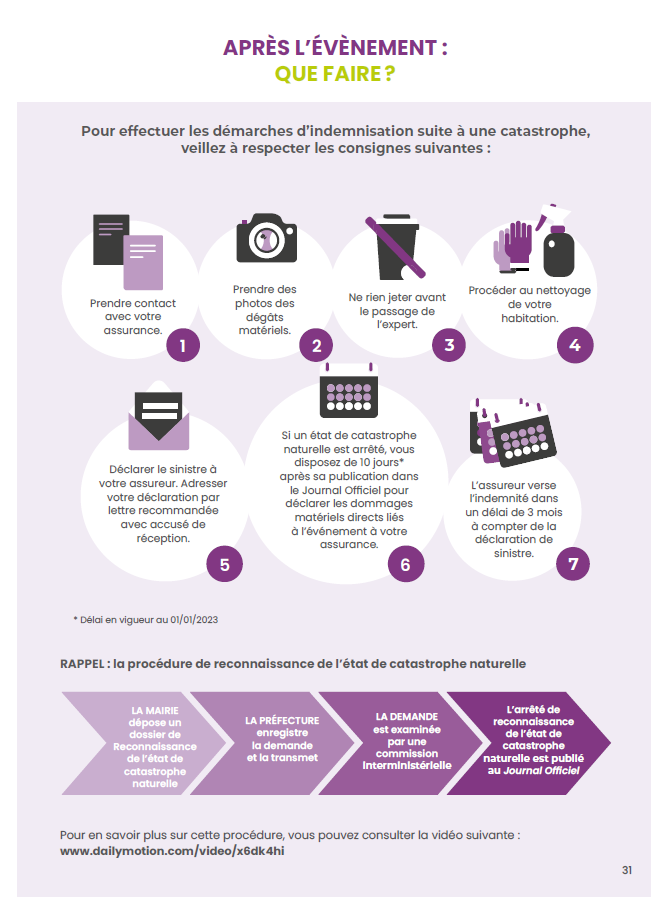 APRÈS L'ÉVÈNEMENT :
QUE FAIRE ?
Pour effectuer les démarches d'indemnisation suite à une catastrophe,
veillez à respecter les consignes suivantes :
Prendre contact
avec votre
assurance.
1
Prendre des
photos des
dégâts
matériels.
2
Ne rien jeter avant
le passage de
l'expert.
3
Procéder au nettoyage
de votre
habitation.
4
Déclarer le sinistre à
votre assureur. Adresser
votre déclaration par
lettre recommandée
avec accusé de
réception.
5
Si un état de catastrophe
naturelle est arrêté, vous
disposez de 10 jours*
après sa publication dans
le Journal Officiel pour
déclarer les dommages
matériels directs liés
à l'événement à votre
assurance.
6
L'assureur verse
l'indemnité dans
un délai de 3 mois
à compter de la
déclaration de
sinistre.
7
* Délai en vigueur au 01/01/2023
RAPPEL : la procédure de reconnaissance de l'état de catastrophe naturelle
LA MAIRIE
dépose un
dossier de
Reconnaissance
de l'état de
catastrophe
naturelle
LA PRÉFECTURE
enregistre
la demande
et la transmet
LA DEMANDE
est examinée
par une
commission
interministérielle
L'arrêté de
reconnaissance
de l'état de
catastrophe
naturelle est publié
au Journal Officiel
Pour en savoir plus sur cette procédure, vous pouvez consulter la vidéo suivante :
www.dailymotion.com/video/x6dk4hi
31